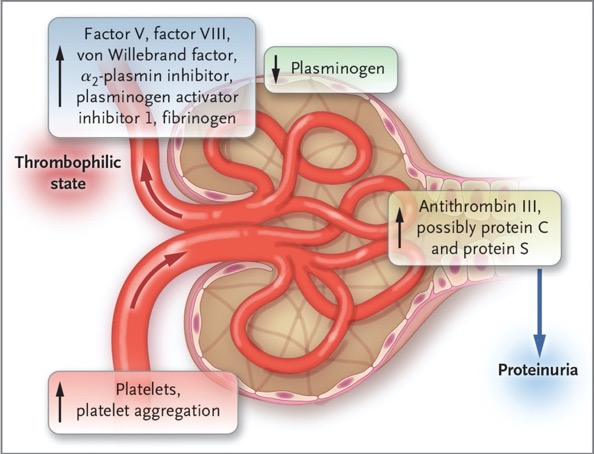 Factor V, factor VIII,
von Willebrand factor,
α2-plasmin inhibitor,
plasminogen activator
inhibitor 1, fibrinogen
Plasminogen
Thrombophilic
state
Antithrombin III,
possibly protein C
and protein S
Proteinuria
Platelets,
platelet aggregation